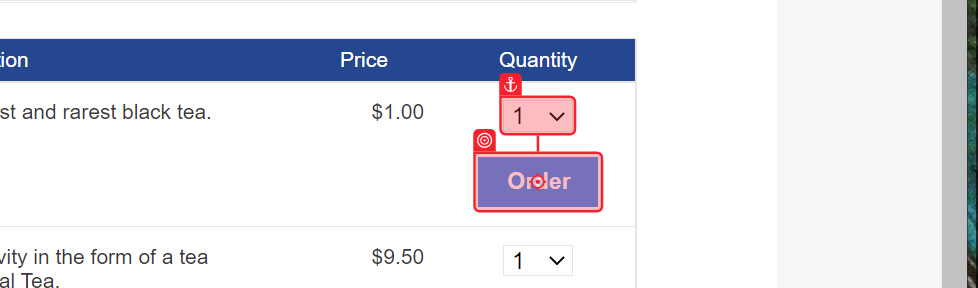 ion Price Quantity
st and rarest black tea. $1.00 1
Order
vity in the form of a tea $9.50 1
al Tea.